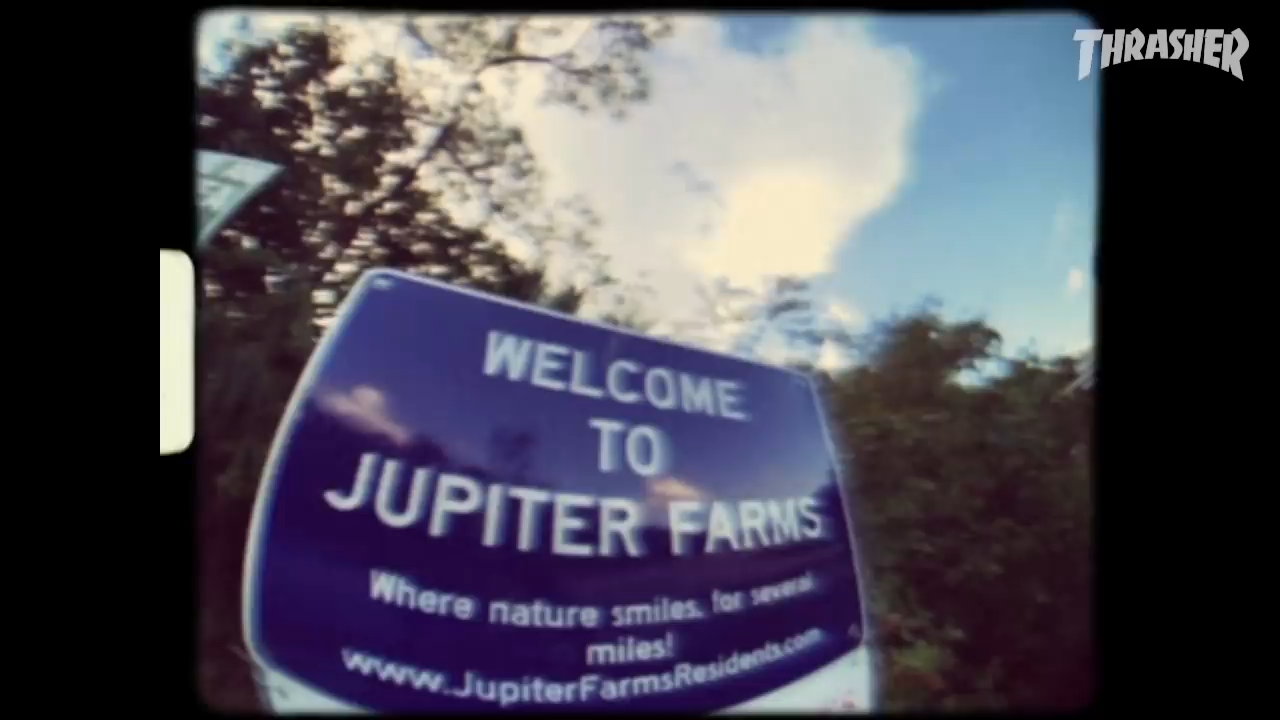 THRASHER
WELCOME
TO
JUPITER FARMS
Where nature smiles, for several
miles!
www.JupiterFarmsResidents.com